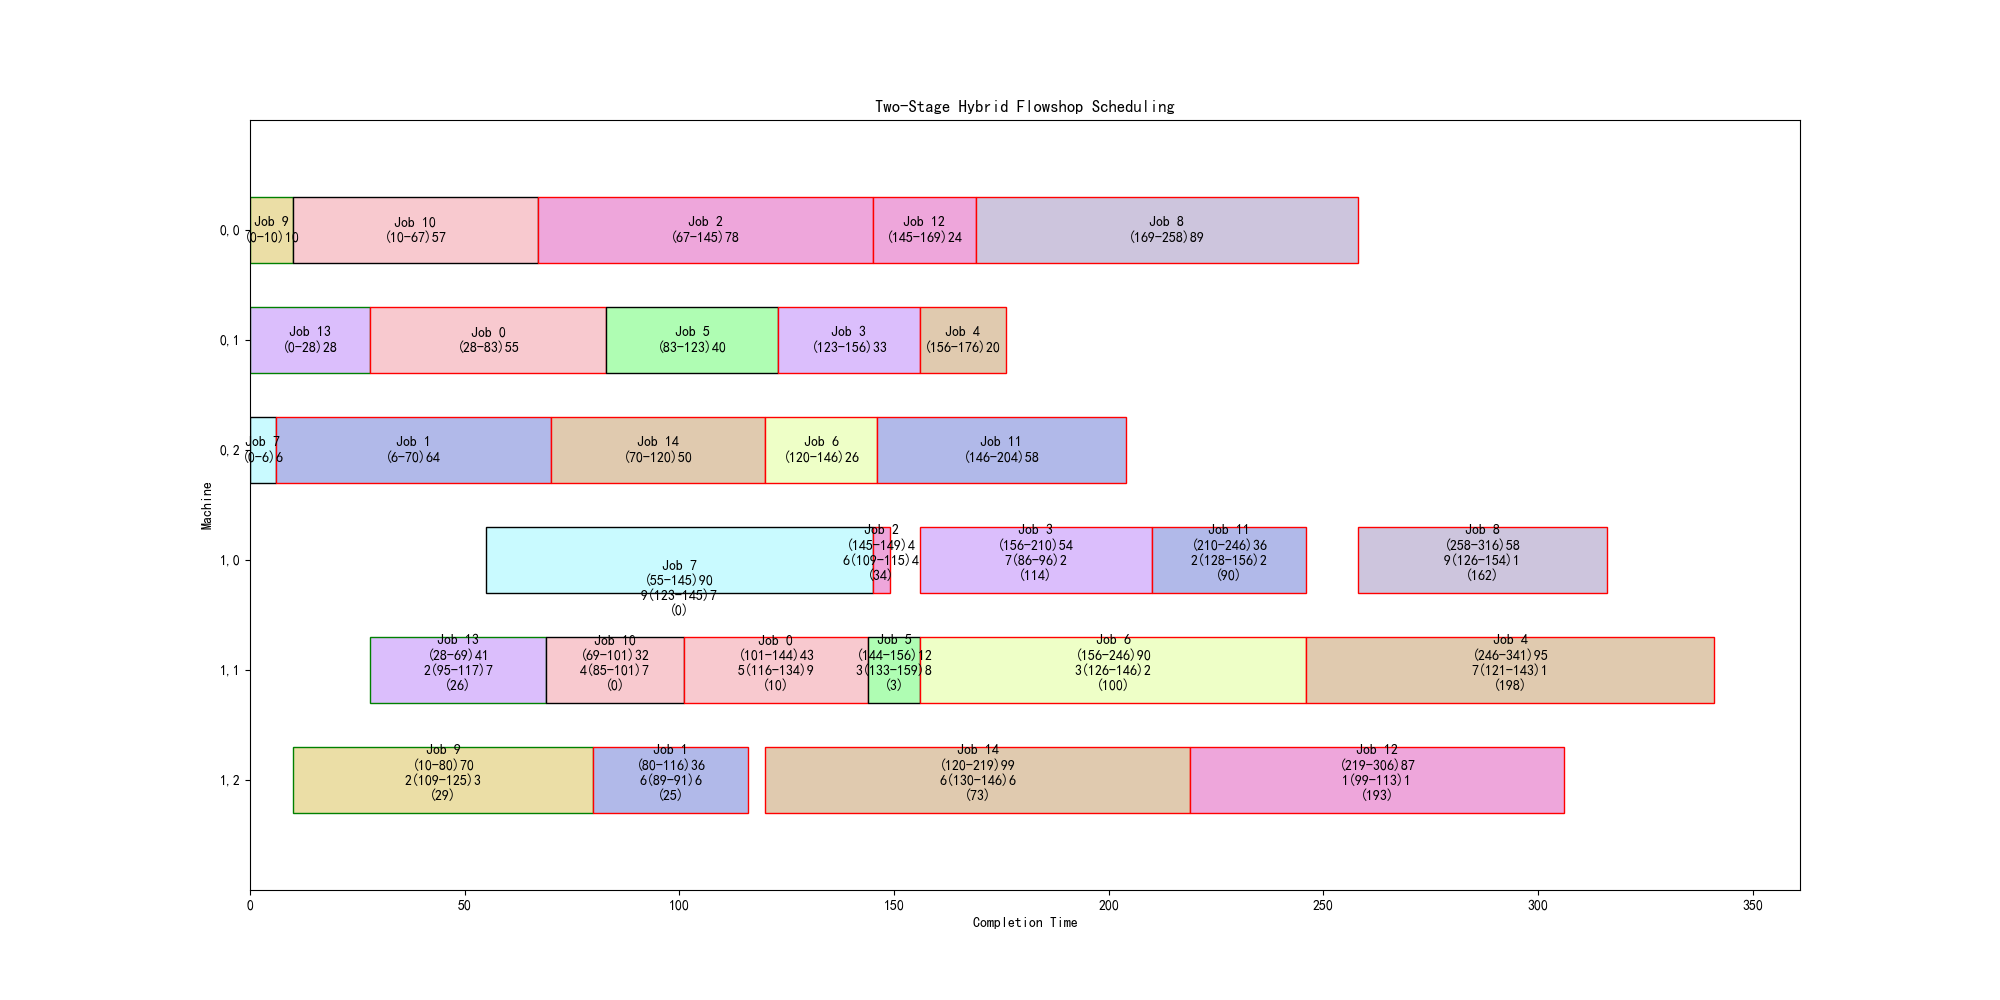 Two-Stage Hybrid Flowshop Scheduling
Machine
0,0
Job 9
(0-10)10
Job 10
(10-67)57
Job 2
(67-145)78
Job 12
(145-169)24
Job 8
(169-258)89
0,1
Job 13
(0-28)28
Job 0
(28-83)55
Job 5
(83-123)40
Job 3
(123-156)33
Job 4
(156-176)20
0,2
Job 7
(0-6)6
Job 1
(6-70)64
Job 14
(70-120)50
Job 6
(120-146)26
Job 11
(146-204)58
1,0
Job 7
(55-145)90
9(123-145)7
(0)
Job 2
(145-149)4
6(109-115)4
(34)
Job 3
(156-210)54
7(86-96)2
(114)
Job 11
(210-246)36
2(128-156)2
(90)
Job 8
(258-316)58
9(126-154)1
(162)
1,1
Job 13
(28-69)41
2(95-117)7
(26)
Job 10
(69-101)32
4(85-101)7
(0)
Job 0
(101-144)43
5(116-134)9
(10)
Job 5
(144-156)12
3(133-159)8
(3)
Job 6
(156-246)90
3(126-146)2
(100)
Job 4
(246-341)95
7(121-143)1
(198)
1,2
Job 9
(10-80)70
2(109-125)3
(29)
Job 1
(80-116)36
6(89-91)6
(25)
Job 14
(120-219)99
6(130-146)6
(73)
Job 12
(219-306)87
1(99-113)1
(193)
0 50 100 150 200 250 300 350
Completion Time